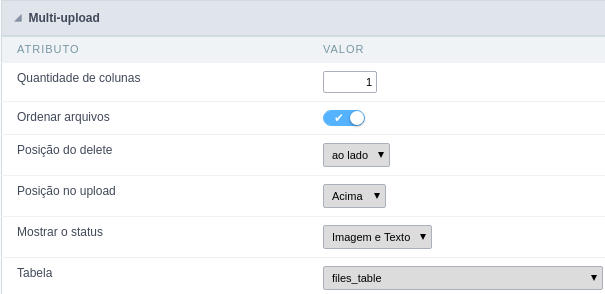 Multi-upload
ATRIBUTO VALOR
Quantidade de colunas 1
Ordenar arquivos
Posição do delete ao lado
Posição no upload Acima
Mostrar o status Imagem e Texto
Tabela files_table